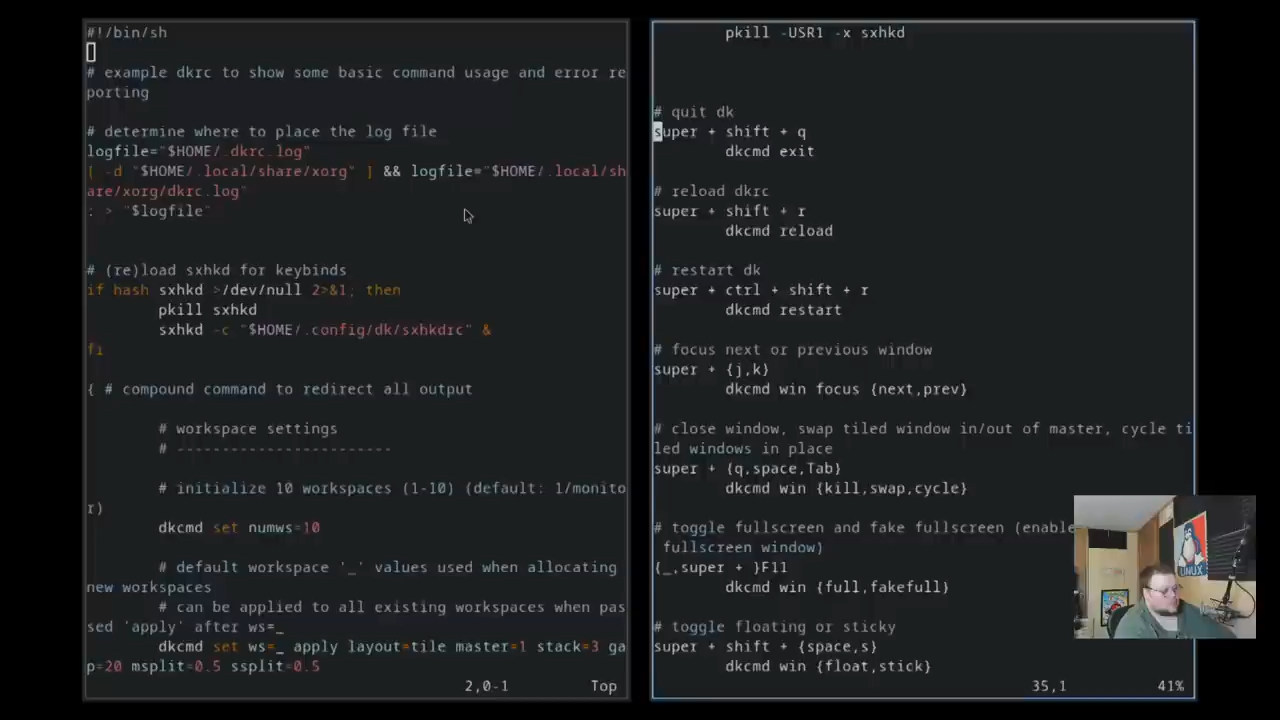 #!/bin/sh

# example dkrc to show some basic command usage and error re
porting

# determine where to place the log file
logfile="$HOME/.dkrc.log"
[ -d "$HOME/.local/share/xorg" ] && logfile="$HOME/.local/sh
are/xorg/dkrc.log"
: > "$logfile"

# (re)load sxhkd for keybinds
if hash sxhkd >/dev/null 2>&1; then
        pkill sxhkd
        sxhkd -c "$HOME/.config/dk/sxhkdrc" &
fi

{ # compound command to redirect all output

        # workspace settings
        # ------------------------

        # initialize 10 workspaces (1-10) (default: 1/monito
r)
        dkcmd set numws=10

        # default workspace '_' values used when allocating
new workspaces
        # can be applied to all existing workspaces when pas
sed 'apply' after ws=_
        dkcmd set ws=_ apply layout=tile master=1 stack=3 ga
p=20 msplit=0.5 ssplit=0.5
2,0-1 Top

        pkill -USR1 -x sxhkd

# quit dk
super + shift + q
        dkcmd exit

# reload dkrc
super + shift + r
        dkcmd reload

# restart dk
super + ctrl + shift + r
        dkcmd restart

# focus next or previous window
super + {j,k}
        dkcmd win focus {next,prev}

# close window, swap tiled window in/out of master, cycle ti
led windows in place
super + {q,space,Tab}
        dkcmd win {kill,swap,cycle}

# toggle fullscreen and fake fullscreen (enable
 fullscreen window)
{_,super + }F11
        dkcmd win {full,fakefull}

# toggle floating or sticky
super + shift + {space,s}
        dkcmd win {float,stick}
35,1 41%
LINUX